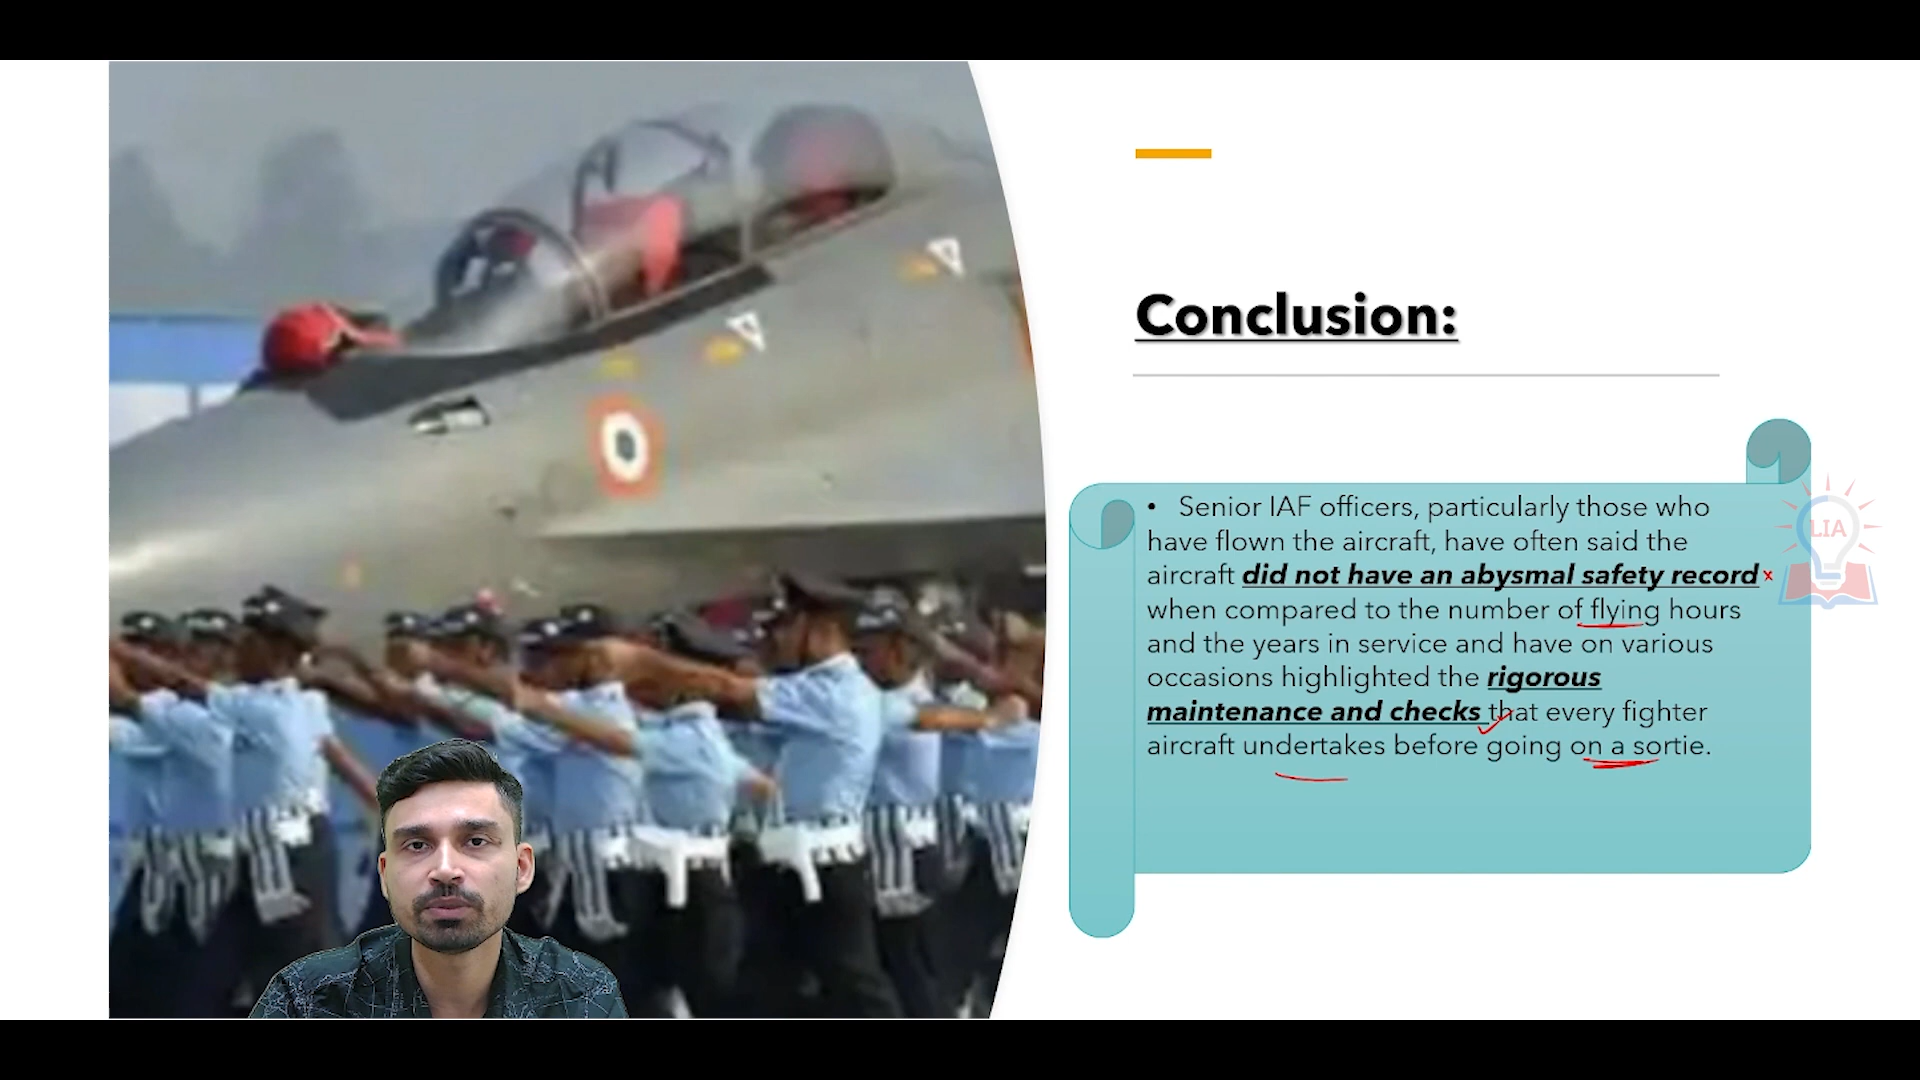 Conclusion:
• Senior IAF officers, particularly those who
have flown the aircraft, have often said the
aircraft did not have an abysmal safety record
when compared to the number of flying hours
and the years in service and have on various
occasions highlighted the rigorous
maintenance and checks that every fighter
aircraft undertakes before going on a sortie.
LIA